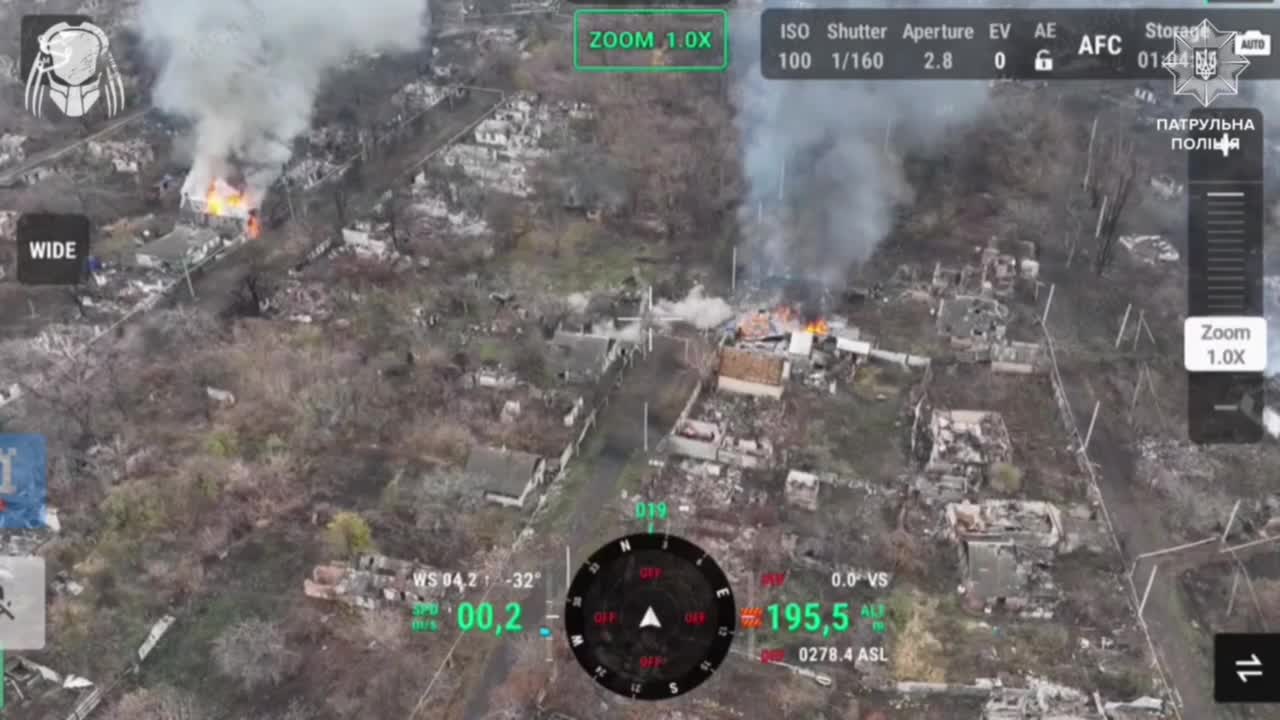 ZOOM 1.0X
ISO Shutter Aperture EV AE
100 1/160 2.8 0
AFC
Storage
AUTO
ПАТРУЛЬНА
ПОЛІЦІЯ
WIDE
Zoom
1.0X
019
WS 04.2 -32°
SPD
m/s
00,2
N
E
S
W
OFF
OFF
OFF
OFF
0.0 VS
195,5 ALT
m
0278.4 ASL